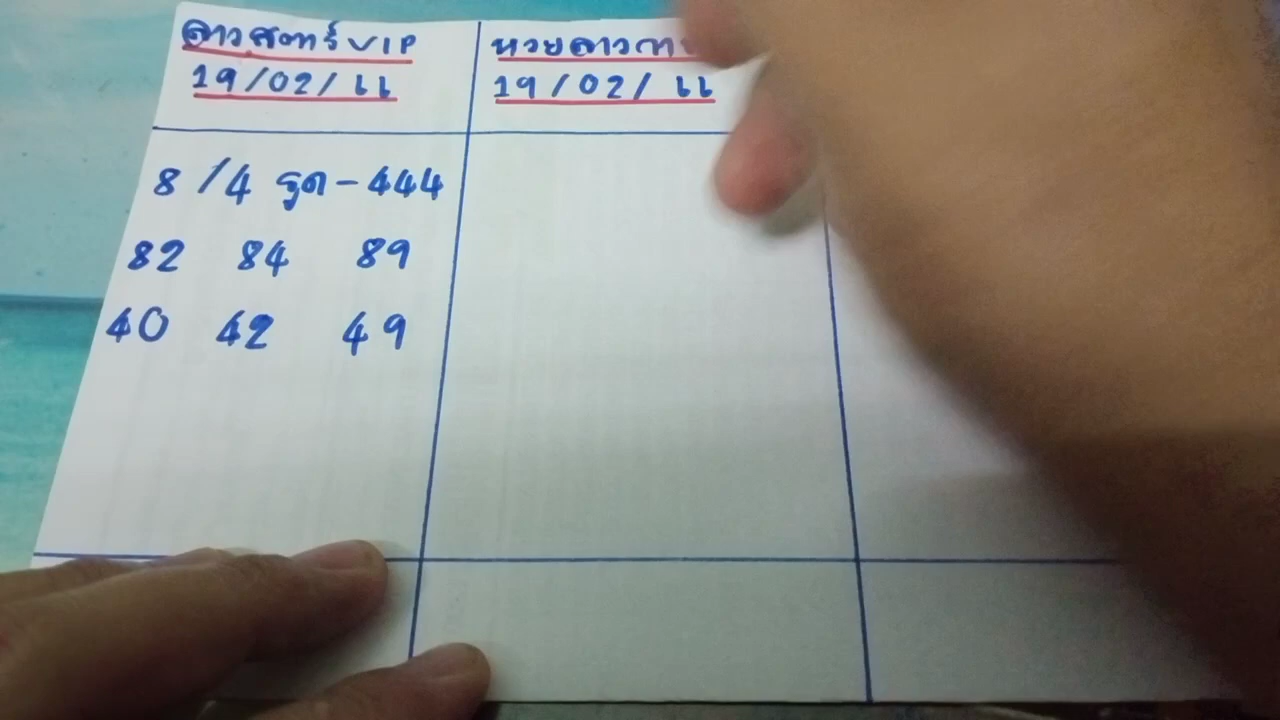 ลาวสตาร์ VIP
19/02/ 66
8 /4 รูด - 444
82 84 89
40 42 49
หวยลาว
19/02/ 66